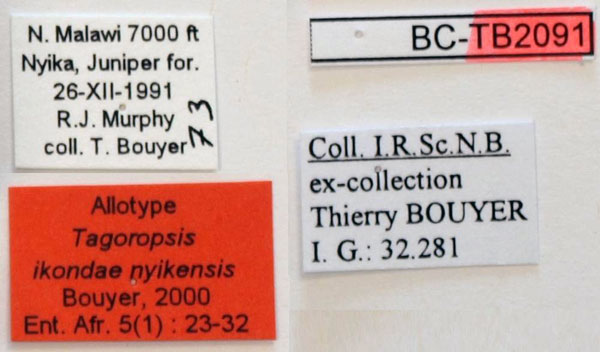 N. Malawi 7000 ft
Nyika, Juniper for.
26-XII-1991
R.J. Murphy
coll. T. Bouyer
73
Allotype
Tagoropsis
ikondae nyikensis
Bouyer, 2000
Ent. Afr. 5(1) : 23-32
BC-TB2091
Coll. I.R.Sc.N.B.
ex-collection
Thierry BOUYER
I. G.: 32.281